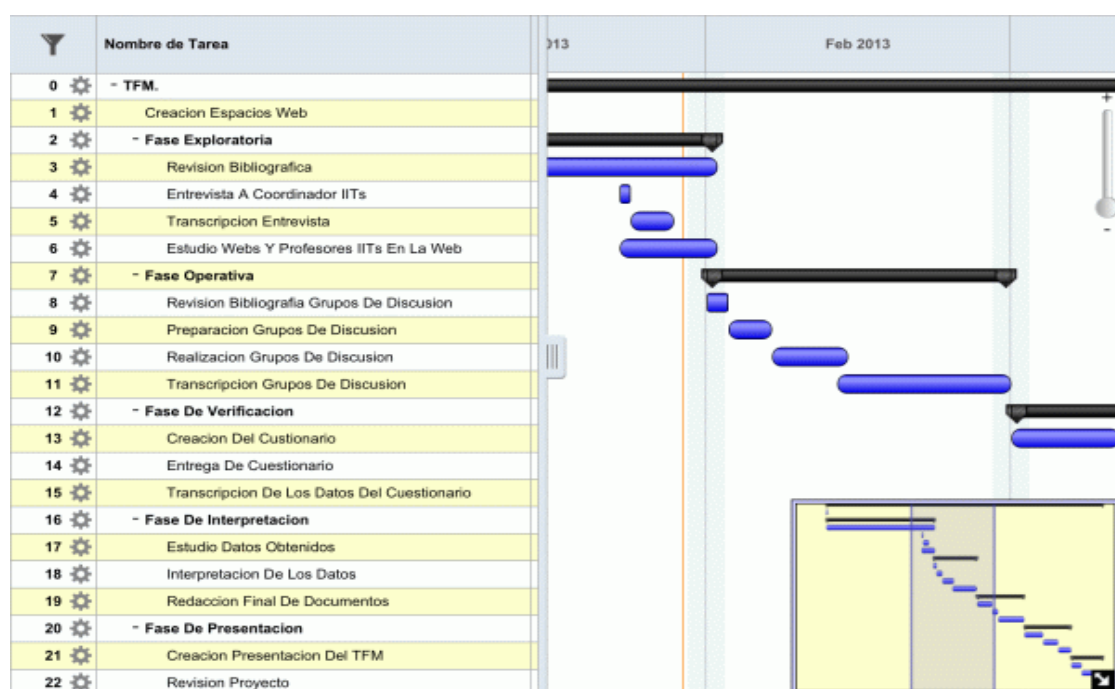 Nombre de Tarea 013 Feb 2013
0 - TFM.
1 Creacion Espacios Web
2 - Fase Exploratoria
3 Revision Bibliografica
4 Entrevista A Coordinador IITs
5 Transcripcion Entrevista
6 Estudio Webs Y Profesores IITs En La Web
7 - Fase Operativa
8 Revision Bibliografia Grupos De Discusion
9 Preparacion Grupos De Discusion
10 Realizacion Grupos De Discusion
11 Transcripcion Grupos De Discusion
12 - Fase De Verificacion
13 Creacion Del Custionario
14 Entrega De Cuestionario
15 Transcripcion De Los Datos Del Cuestionario
16 - Fase De Interpretacion
17 Estudio Datos Obtenidos
18 Interpretacion De Los Datos
19 Redaccion Final De Documentos
20 - Fase De Presentacion
21 Creacion Presentacion Del TFM
22 Revision Proyecto